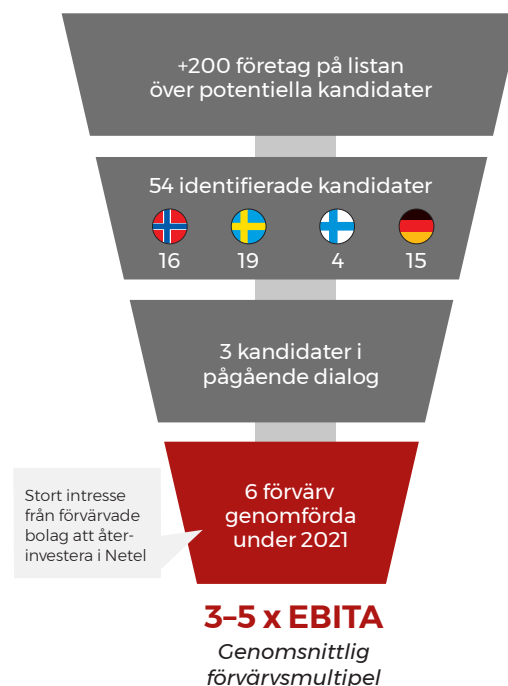 +200 företag på listan
över potentiella kandidater
54 identifierade kandidater
16 19 4 15
3 kandidater i
pågående dialog
Stort intresse
från förvärvade
bolag att åter-
investera i Netel
6 förvärv
genomförda
under 2021
3–5 x EBITA
Genomsnittlig
förvärvsmultipel